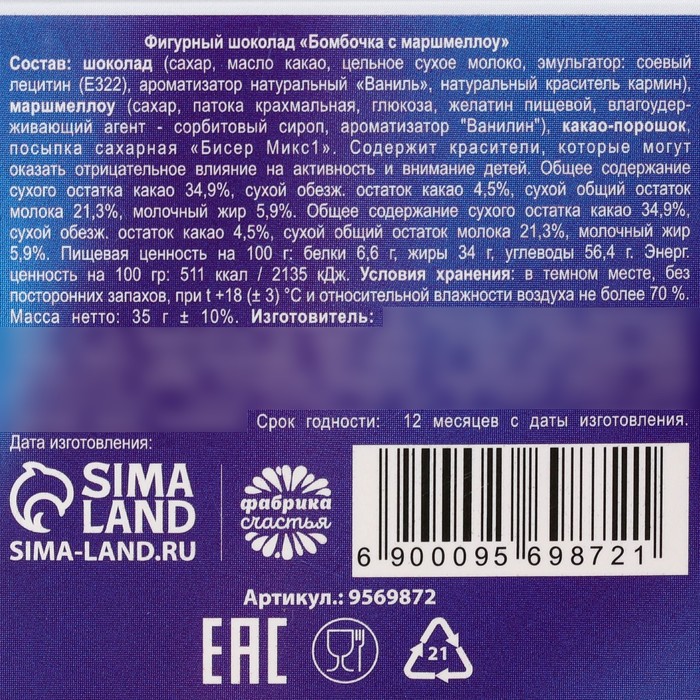 Фигурный шоколад «Бомбочка с маршмеллоу»
Состав: шоколад (сахар, масло какао, цельное сухое молоко, эмульгатор: соевый
лецитин (Е322), ароматизатор натуральный «Ваниль», натуральный краситель кармин),
маршмеллоу (сахар, патока крахмальная, глюкоза, желатин пищевой, влагоудер-
живающий агент - сорбитовый сироп, ароматизатор "Ванилин"), какао-порошок,
посыпка сахарная «Бисер Микс1». Содержит красители, которые могут
оказать отрицательное влияние на активность и внимание детей. Общее содержание
сухого остатка какао 34,9%, сухой обезж. остаток какао 4,5%, сухой общий остаток
молока 21,3%, молочный жир 5,9%. Общее содержание сухого остатка какао 34,9%,
сухой обезж. остаток какао 4,5%, сухой общий остаток молока 21,3%, молочный жир
5,9%. Пищевая ценность на 100 г: белки 6,6 г, жиры 34 г, углеводы 56,4 г. Энерг.
ценность на 100 гр: 511 ккал / 2135 кДж. Условия хранения: в темном месте, без
посторонних запахов, при t +18 (± 3) °С и относительной влажности воздуха не более 70 %.
Масса нетто: 35 г ± 10%. Изготовитель:
Срок годности: 12 месяцев с даты изготовления.
Дата изготовления:
SIMA
LAND
SIMA-LAND.RU
фабрика
счастья
6 900095 698721
Артикул.: 9569872
EAC
21